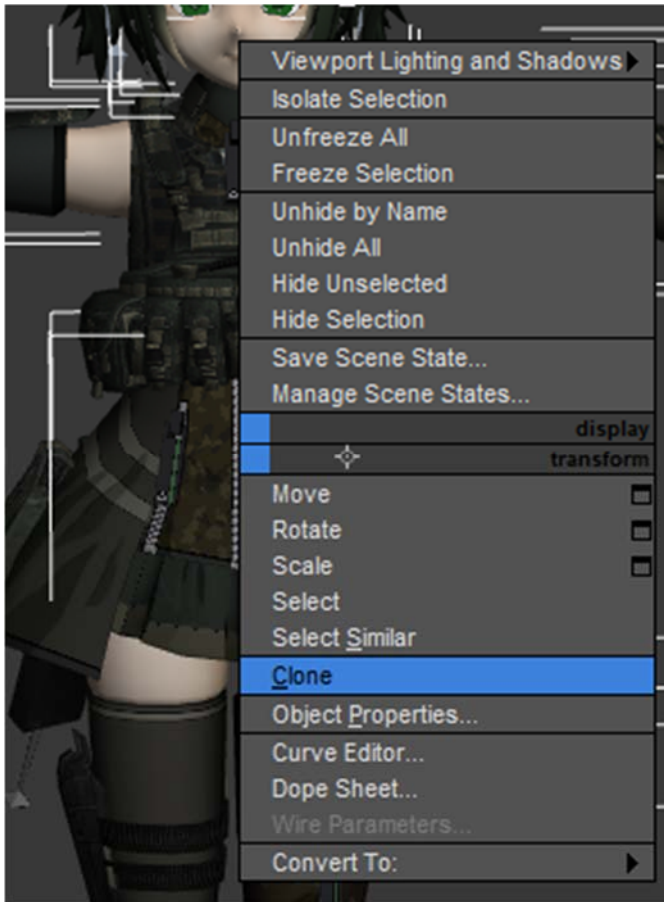 Viewport Lighting and Shadows
Isolate Selection
Unfreeze All
Freeze Selection
Unhide by Name
Unhide All
Hide Unselected
Hide Selection
Save Scene State...
Manage Scene States...
display
transform
Move
Rotate
Scale
Select
Select Similar
Clone
Object Properties...
Curve Editor...
Dope Sheet...
Wire Parameters...
Convert To: